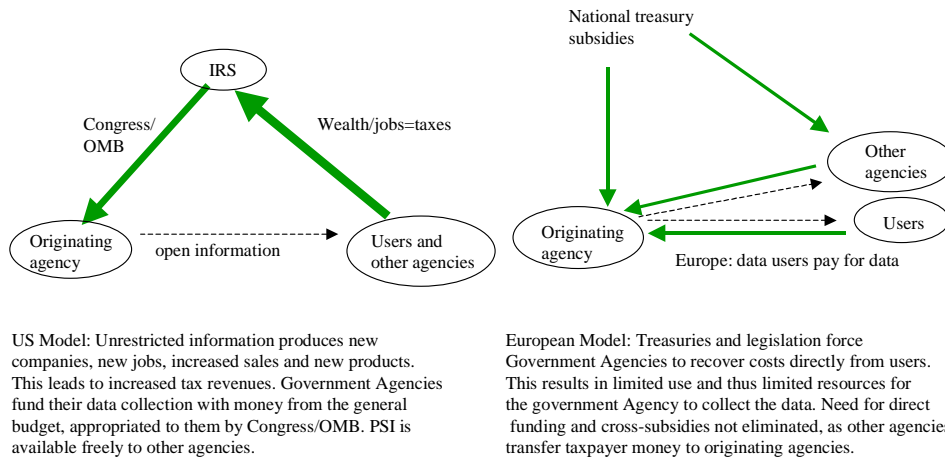 National treasury
subsidies
IRS
Congress/
OMB
Wealth/jobs=taxes
Other
agencies
Originating
agency
open information
Users and
other agencies
Originating
agency
Users
Europe: data users pay for data
US Model: Unrestricted information produces new
companies, new jobs, increased sales and new products.
This leads to increased tax revenues. Government Agencies
fund their data collection with money from the general
budget, appropriated to them by Congress/OMB. PSI is
available freely to other agencies.
European Model: Treasuries and legislation force
Government Agencies to recover costs directly from users.
This results in limited use and thus limited resources for
the government Agency to collect the data. Need for direct
funding and cross-subsidies not eliminated, as other agencies
transfer taxpayer money to originating agencies.